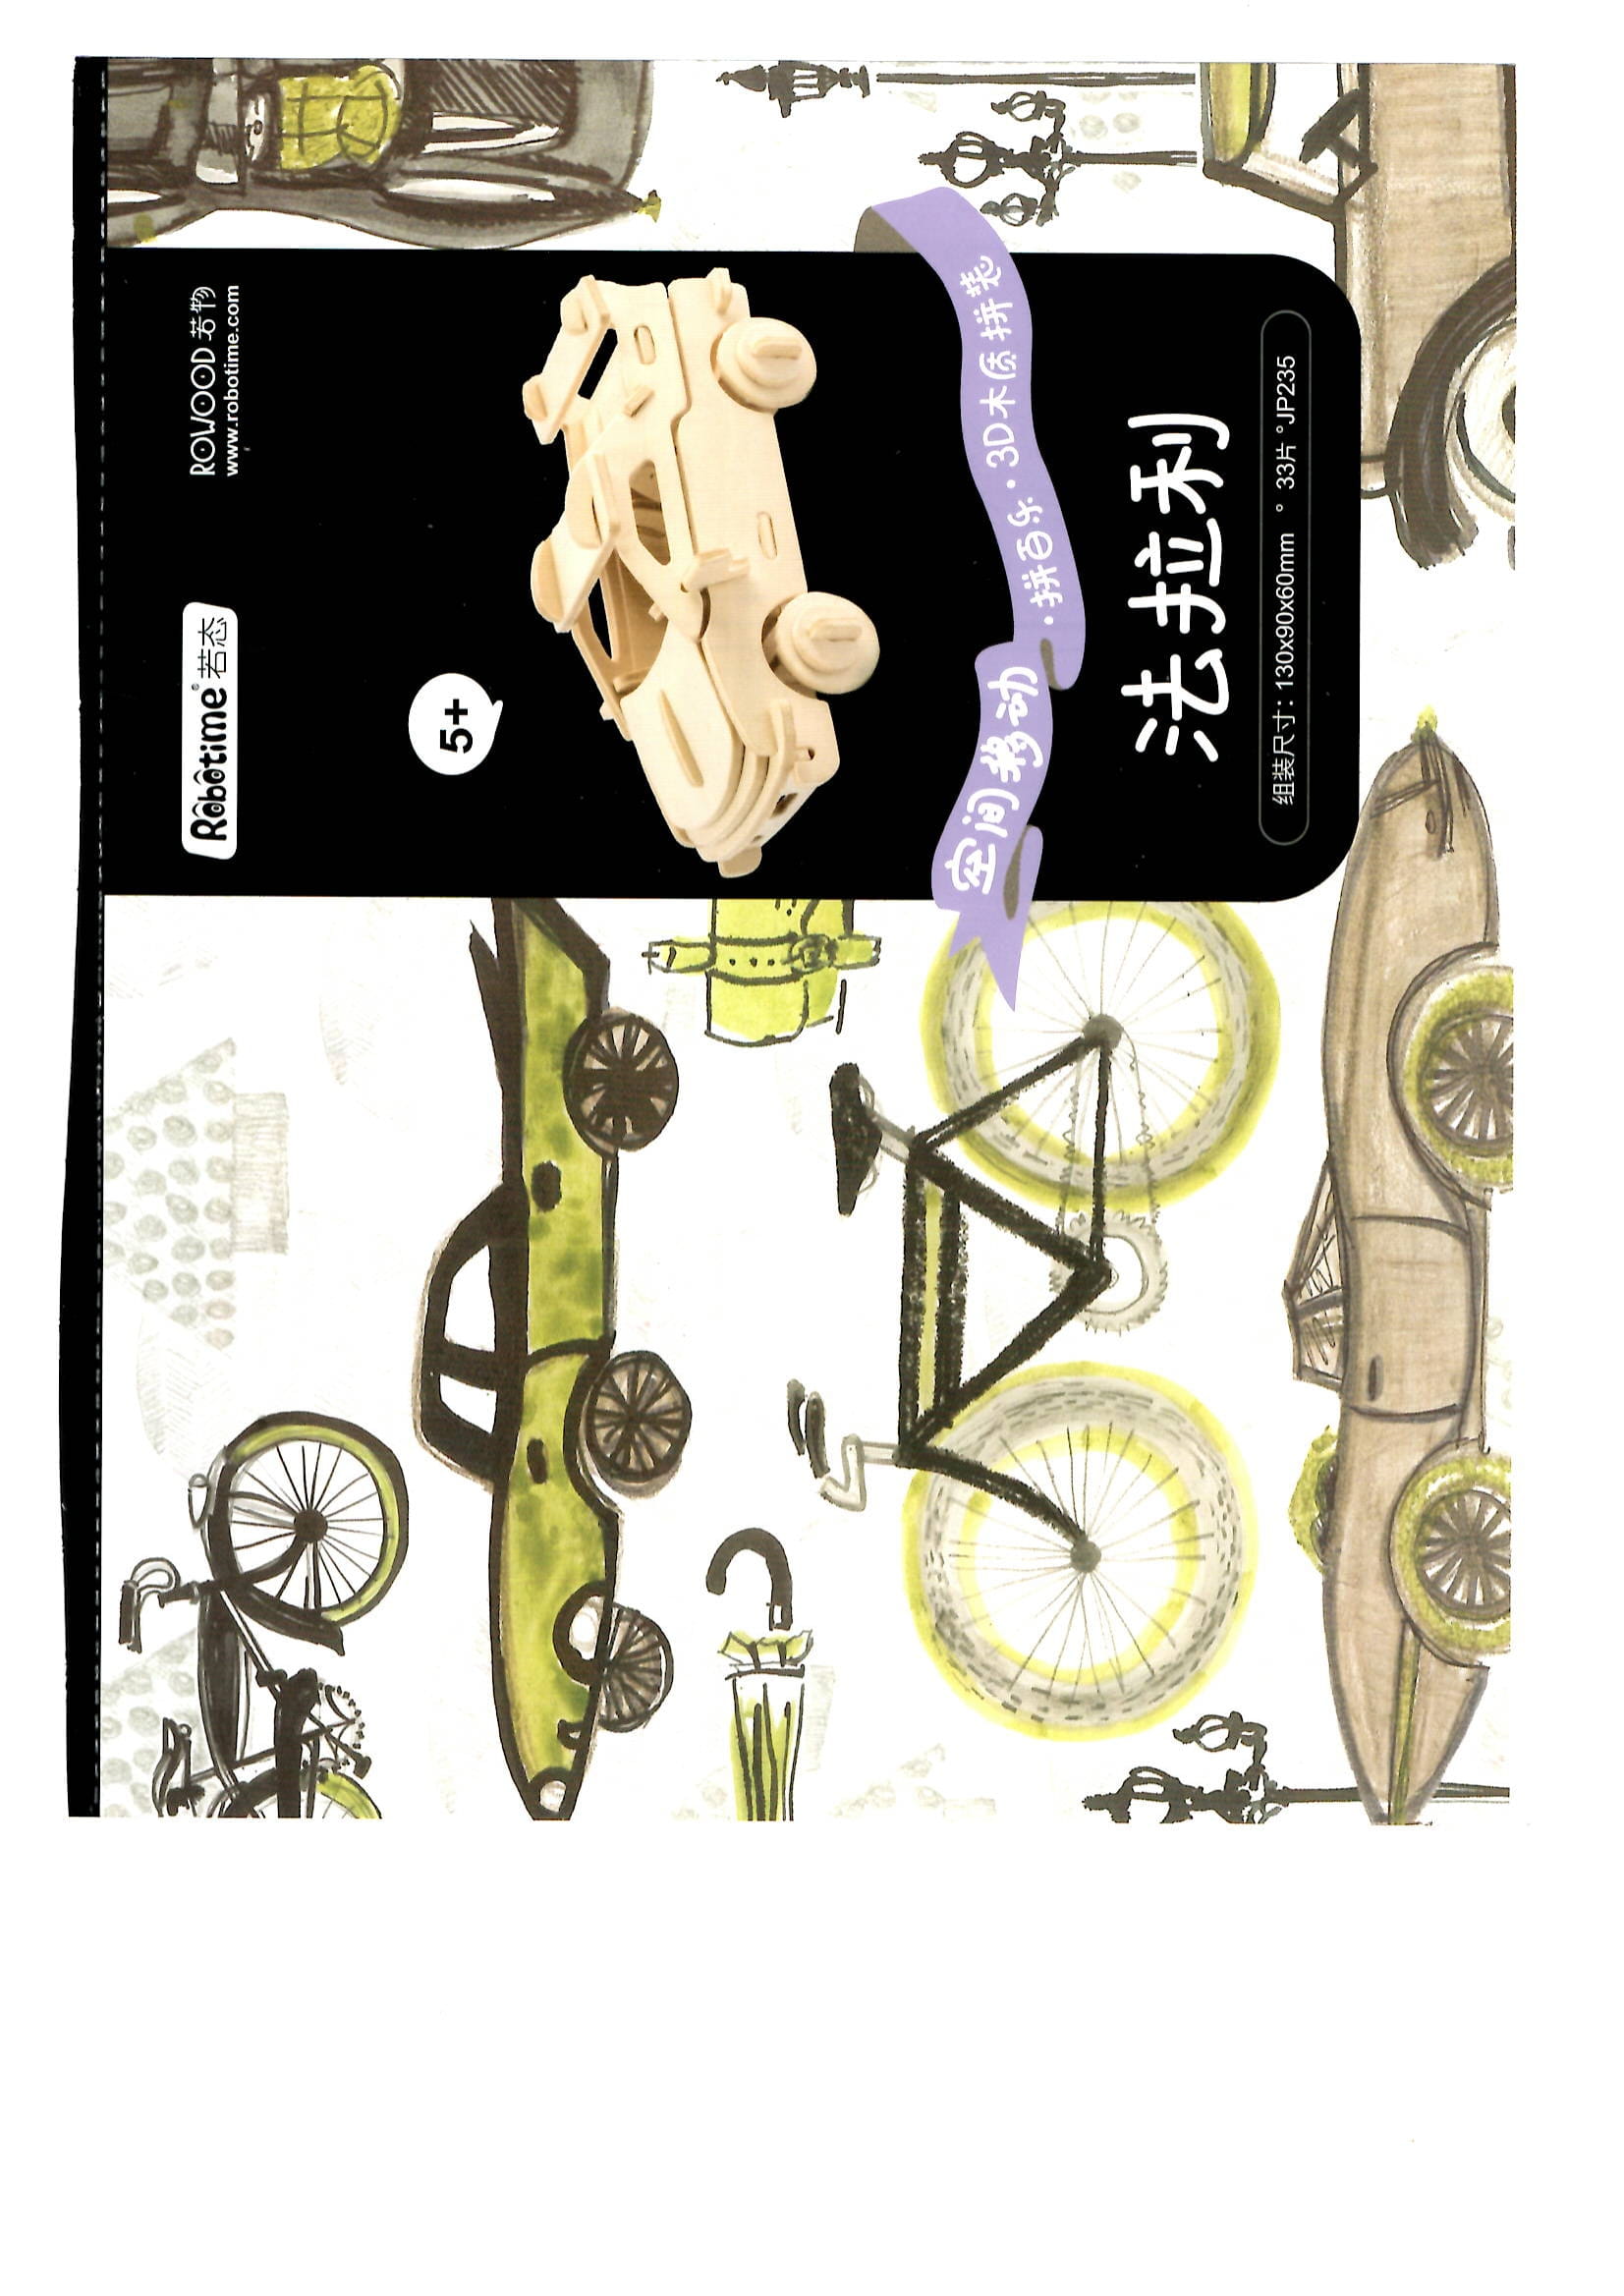 Robotime 若态
ROWOOD 若物
www.robotime.com
5+
空间移动
·拼百乐·3D木质拼装
法拉利
组装尺寸：130x90x60mm ° 33片 °JP235